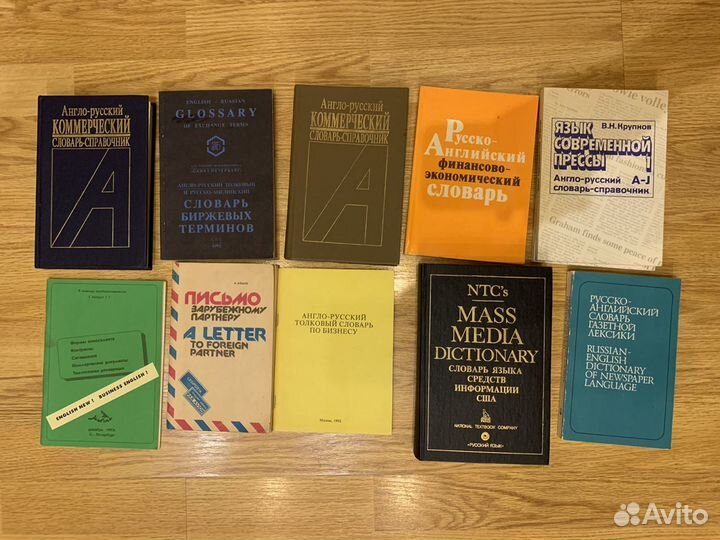 Англо-русский
КОММЕРЧЕСКИЙ
СЛОВАРЬ-СПРАВОЧНИК
А
ENGLISH - RUSSIAN
GLOSSARY
OF EXCHANGE TERMS
АНГЛО-РУССКИЙ ТОЛКОВЫЙ
И РУССКО-АНГЛИЙСКИЙ
СЛОВАРЬ
БИРЖЕВЫХ
ТЕРМИНОВ
Англо-русский
КОММЕРЧЕСКИЙ
СЛОВАРЬ-СПРАВОЧНИК
А
Русско-
Английский
финансово-
экономический
словарь
В.Н.Крупнов
ЯЗЫК
СОВРЕМЕННОЙ
ПРЕССЫ
Англо-русский A-J
словарь-справочник
Graham finds some peace of
ENGLISH NEW! BUSINESS ENGLISH!
ПИСЬМО
ЗАРУБЕЖНОМУ
ПАРТНЕРУ
A LETTER
TO FOREIGN
PARTNER
АНГЛО-РУССКИЙ
ТОЛКОВЫЙ СЛОВАРЬ
ПО БИЗНЕСУ
Москва, 1992
NTC's
MASS
MEDIA
DICTIONARY
СЛОВАРЬ ЯЗЫКА
СРЕДСТВ
ИНФОРМАЦИИ
США
NATIONAL TEXTBOOK COMPANY
«РУССКИЙ ЯЗЫК»
РУССКО-
АНГЛИЙСКИЙ
СЛОВАРЬ
ГАЗЕТНОЙ
ЛЕКСИКИ
RUSSIAN-
ENGLISH
DICTIONARY
OF NEWSPAPER
LANGUAGE
Avito